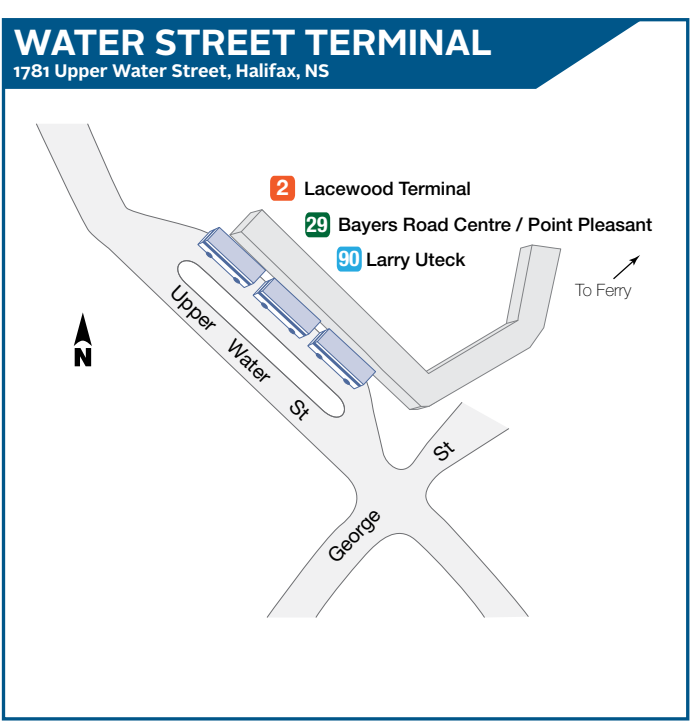 WATER STREET TERMINAL
1781 Upper Water Street, Halifax, NS
2 Lacewood Terminal
29 Bayers Road Centre / Point Pleasant
90 Larry Uteck
To Ferry
Upper Water St
N
George St